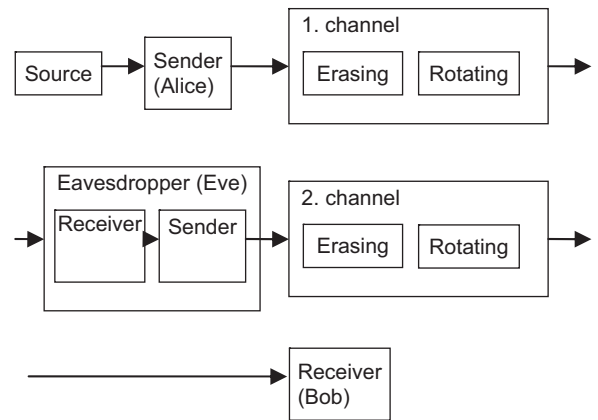 1. channel
Source
Sender
(Alice)
Erasing
Rotating
Eavesdropper (Eve)
Receiver
Sender
2. channel
Erasing
Rotating
Receiver
(Bob)